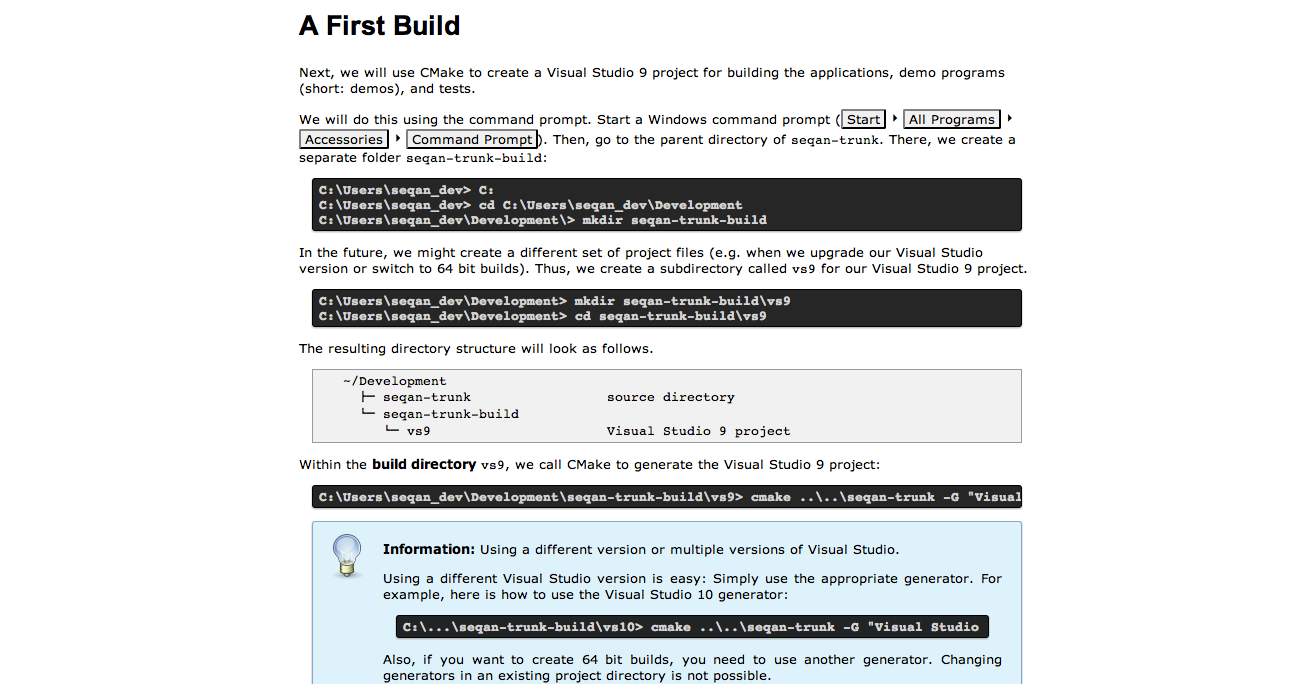 A First Build
Next, we will use CMake to create a Visual Studio 9 project for building the applications, demo programs
(short: demos), and tests.
We will do this using the command prompt. Start a Windows command prompt (Start ‣ All Programs ‣
Accessories ‣ Command Prompt). Then, go to the parent directory of seqan-trunk. There, we create a
separate folder seqan-trunk-build:
C:\Users\seqan_dev> C:
C:\Users\seqan_dev> cd C:\Users\seqan_dev\Development
C:\Users\seqan_dev\Development\> mkdir seqan-trunk-build
In the future, we might create a different set of project files (e.g. when we upgrade our Visual Studio
version or switch to 64 bit builds). Thus, we create a subdirectory called vs9 for our Visual Studio 9 project.
C:\Users\seqan_dev\Development> mkdir seqan-trunk-build\vs9
C:\Users\seqan_dev\Development> cd seqan-trunk-build\vs9
The resulting directory structure will look as follows.
~/Development
├─ seqan-trunk source directory
└─ seqan-trunk-build
└─ vs9 Visual Studio 9 project
Within the build directory vs9, we call CMake to generate the Visual Studio 9 project:
C:\Users\seqan_dev\Development\seqan-trunk-build\vs9> cmake ..\..\seqan-trunk -G "Visual
Information: Using a different version or multiple versions of Visual Studio.
Using a different Visual Studio version is easy: Simply use the appropriate generator. For
example, here is how to use the Visual Studio 10 generator:
C:\...\seqan-trunk-build\vs10> cmake ..\..\seqan-trunk -G "Visual Studio
Also, if you want to create 64 bit builds, you need to use another generator. Changing
generators in an existing project directory is not possible.